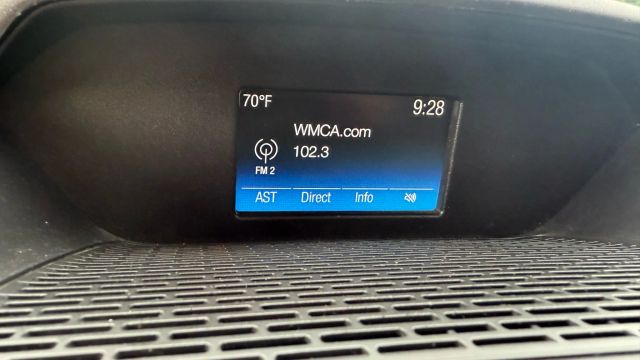 70°F 9:28
WMCA.com
102.3
FM 2
AST Direct Info